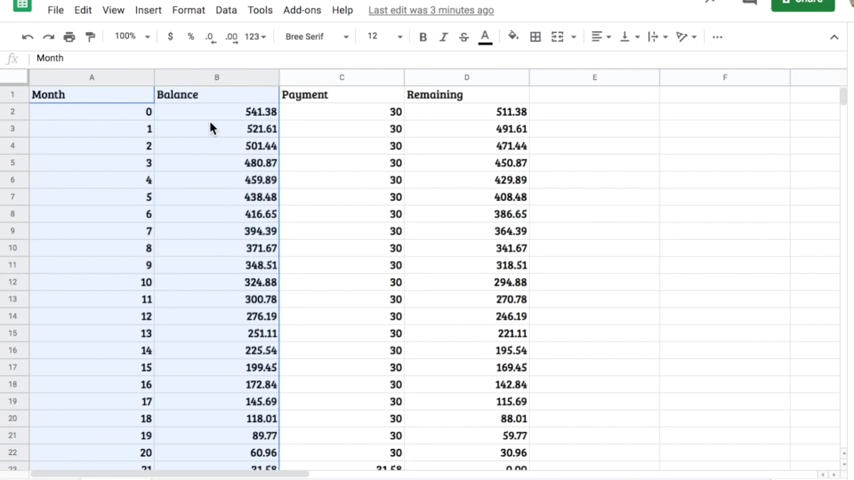 File Edit View Insert Format Data Tools Add-ons Help Last edit was 3 minutes ago
100% $ % .0 .00 123 Bree Serif 12 B I S A
fx Month
A B C D E F
1 Month Balance Payment Remaining
2 0 541.38 30 511.38
3 1 521.61 30 491.61
4 2 501.44 30 471.44
5 3 480.87 30 450.87
6 4 459.89 30 429.89
7 5 438.48 30 408.48
8 6 416.65 30 386.65
9 7 394.39 30 364.39
10 8 371.67 30 341.67
11 9 348.51 30 318.51
12 10 324.88 30 294.88
13 11 300.78 30 270.78
14 12 276.19 30 246.19
15 13 251.11 30 221.11
16 14 225.54 30 195.54
17 15 199.45 30 169.45
18 16 172.84 30 142.84
19 17 145.69 30 115.69
20 18 118.01 30 88.01
21 19 89.77 30 59.77
22 20 60.96 30 30.96
23 21 31.58 31.58 0.00